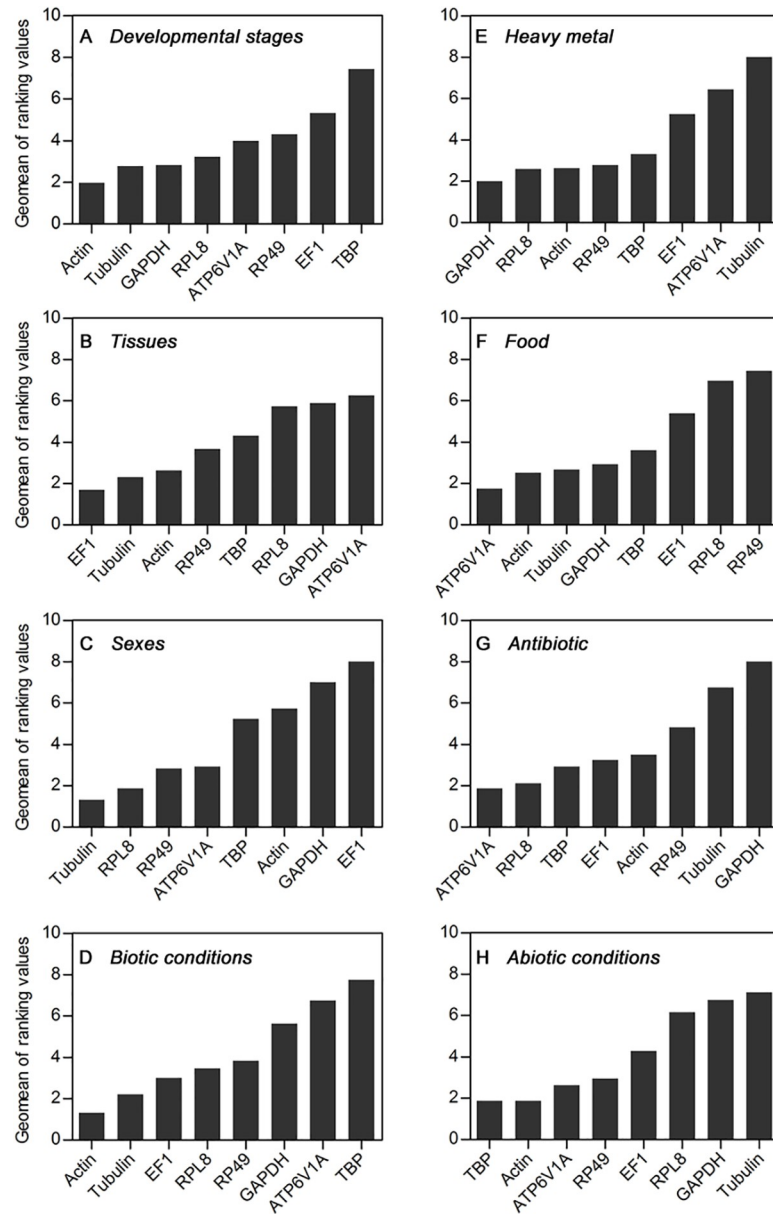 A Developmental stages
Geomean of ranking values
10
8
6
4
2
0
Actin
Tubulin
GAPDH
RPL8
ATP6V1A
RP49
EF1
TBP
E Heavy metal
10
8
6
4
2
0
GAPDH
RPL8
Actin
RP49
TBP
EF1
ATP6V1A
Tubulin
B Tissues
Geomean of ranking values
10
8
6
4
2
0
EF1
Tubulin
Actin
RP49
TBP
RPL8
GAPDH
ATP6V1A
F Food
10
8
6
4
2
0
ATP6V1A
Actin
Tubulin
GAPDH
TBP
EF1
RPL8
RP49
C Sexes
Geomean of ranking values
10
8
6
4
2
0
Tubulin
RPL8
RP49
ATP6V1A
TBP
Actin
GAPDH
EF1
G Antibiotic
10
8
6
4
2
0
ATP6V1A
RPL8
TBP
EF1
Actin
RP49
Tubulin
GAPDH
D Biotic conditions
Geomean of ranking values
10
8
6
4
2
0
Actin
Tubulin
EF1
RPL8
RP49
GAPDH
ATP6V1A
TBP
H Abiotic conditions
10
8
6
4
2
0
TBP
Actin
ATP6V1A
RP49
EF1
RPL8
GAPDH
Tubulin